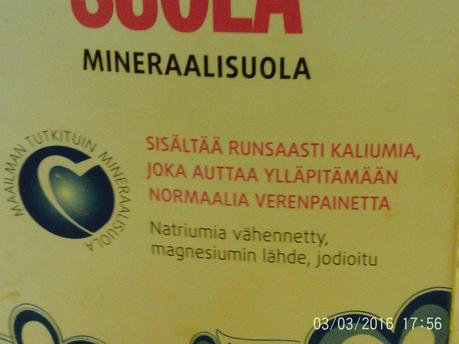 SUOLA
MINERAALISUOLA
MAAILMAN TUTKITUIN MINERAALISUOLA
SISÄLTÄÄ RUNSAASTI KALIUMIA,
JOKA AUTTAA YLLÄPITÄMÄÄN
NORMAALIA VERENPAINETTA
Natriumia vähennetty,
magnesiumin lähde, jodioitu
03/03/2016 17:56